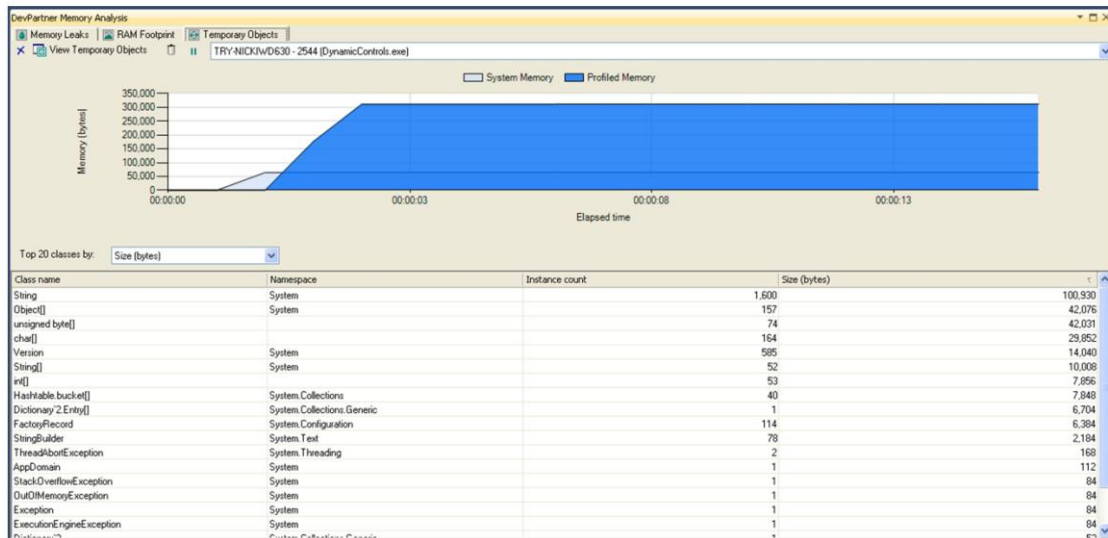 DevPartner Memory Analysis
Memory Leaks RAM Footprint Temporary Objects
View Temporary Objects TRY-NICKIWD630 - 2544 (DynamicControls.exe)
System Memory Profiled Memory
350,000
300,000
250,000
200,000
150,000
100,000
50,000
0
Memory (bytes)
00:00:00 00:00:03 00:00:08 00:00:13
Elapsed time
Top 20 classes by: Size (bytes)
Class name Namespace Instance count Size (bytes)
String System 1,600 100,930
Object[] System 157 42,076
unsigned byte[] 74 42,031
char[] 164 29,852
Version System 585 14,040
String[] System 52 10,008
int[] 53 7,856
Hashtable.bucket[] System.Collections 40 7,848
Dictionary`2.Entry[] System.Collections.Generic 1 6,704
FactoryRecord System.Configuration 114 6,384
StringBuilder System.Text 78 2,184
ThreadAbortException System.Threading 2 168
AppDomain System 1 112
StackOverflowException System 1 84
OutOfMemoryException System 1 84
Exception System 1 84
ExecutionEngineException System 1 84
Dictionary`2 System.Collections.Generic 1 52